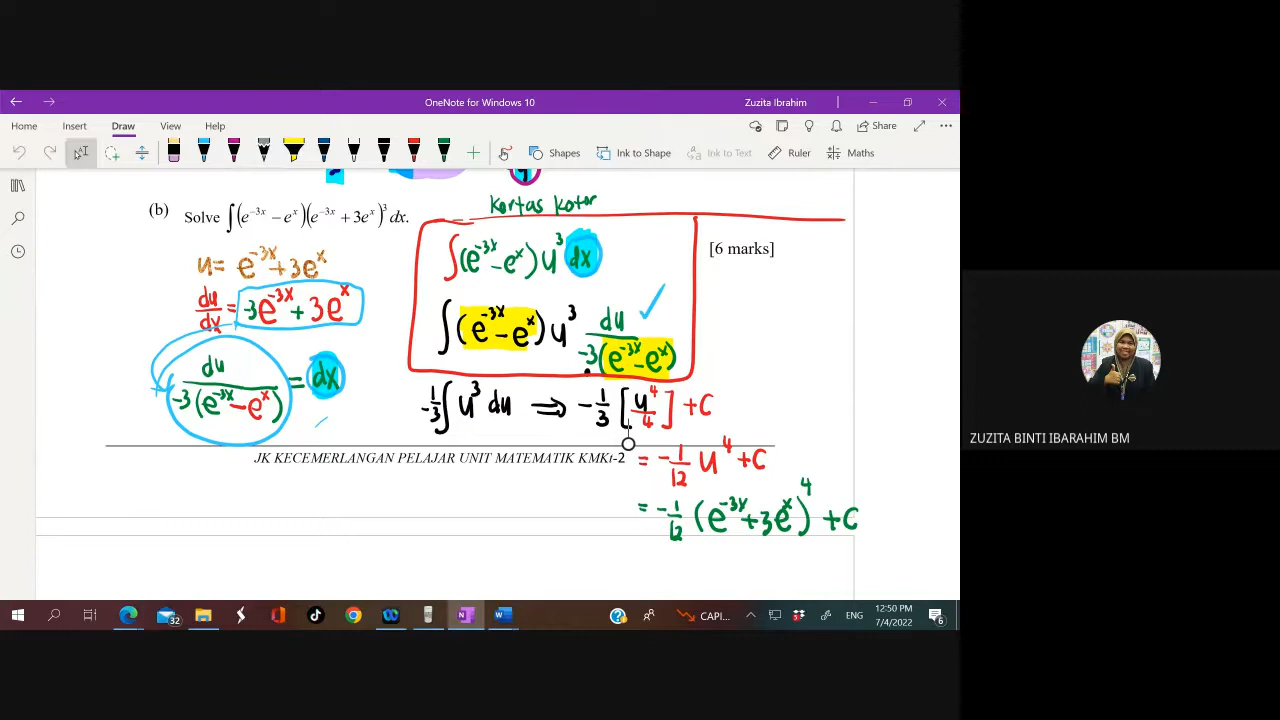 OneNote for Windows 10
Zuzita Ibrahim
Home Insert Draw View Help
Share
Shapes Ink to Shape Ink to Text Ruler Maths
(b) Solve ∫(e^{-3x} − e^{x})(e^{-3x} + 3e^{x})^3 dx.
[6 marks]
u = e^{-3x} + 3e^{x}
du/dx = -3e^{-3x} + 3e^{x}
du/-3(e^{-3x} − e^{x}) = dx
kertas kotor
∫(e^{-3x} − e^{x}) u^3 dx
∫(e^{-3x} − e^{x}) u^3 du/-3(e^{-3x} − e^{x})
-1/3 ∫ u^3 du ⟹ -1/3 [u^4/4] + C
= -1/12 u^4 + C
= -1/12 (e^{-3x} + 3e^{x})^4 + C
JK KECEMERLANGAN PELAJAR UNIT MATEMATIK KMKt-2
ZUZITA BINTI IBARAHIM BM
32
CAPI...
ENG
12:50 PM
7/4/2022
6